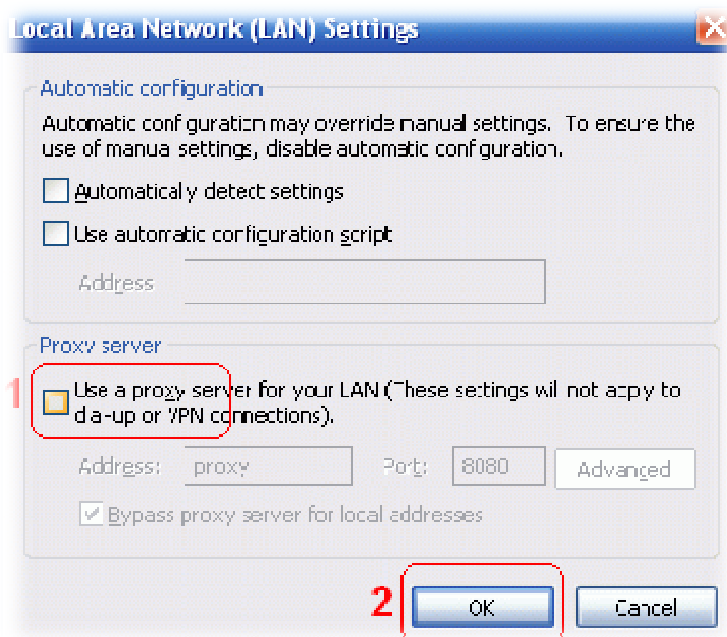 Local Area Network (LAN) Settings
Automatic configuration
Automatic configuration may override manual settings. To ensure the
use of manual settings, disable automatic configuration.
Automatically detect settings
Use automatic configuration script
Address
Proxy server
1
Use a proxy server for your LAN (These settings will not apply to
dial-up or VPN connections).
Address: proxy Port: 8080 Advanced
Bypass proxy server for local addresses
2 OK Cancel